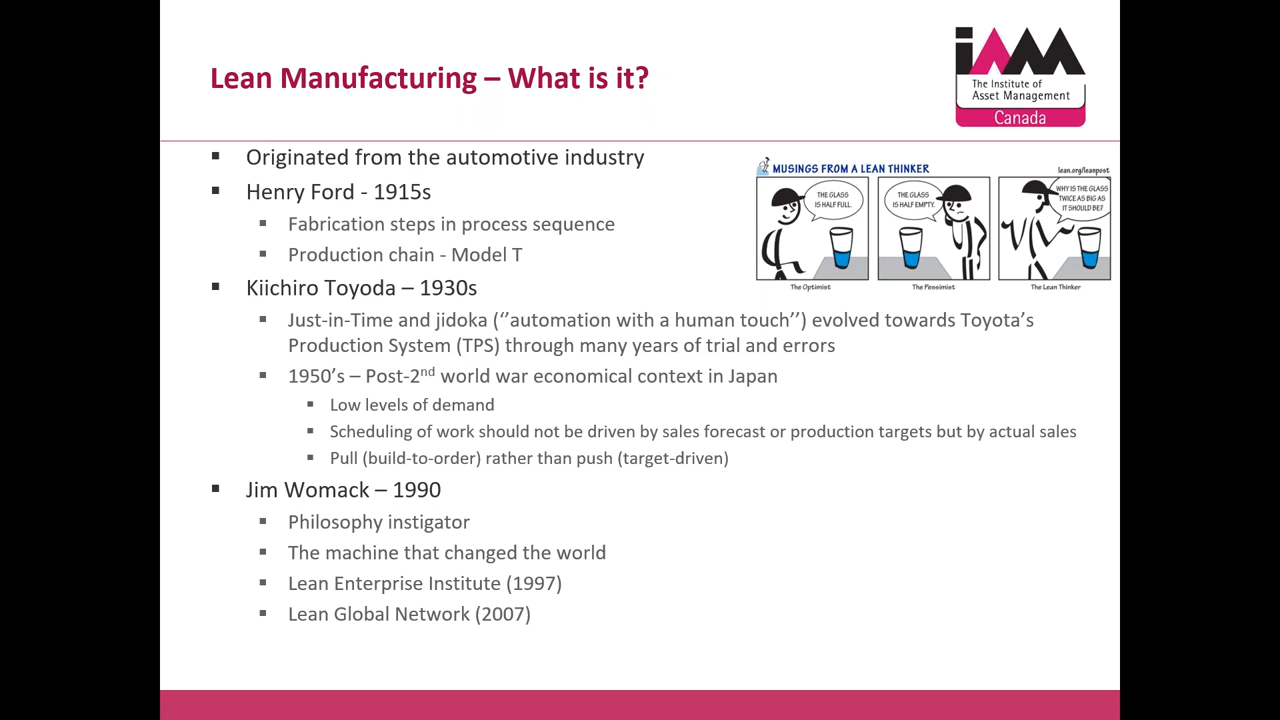 Lean Manufacturing – What is it?
iAM
The Institute of
Asset Management
Canada
▪ Originated from the automotive industry
▪ Henry Ford - 1915s
▪ Fabrication steps in process sequence
▪ Production chain - Model T
▪ Kiichiro Toyoda – 1930s
▪ Just-in-Time and jidoka (‘’automation with a human touch’’) evolved towards Toyota’s
Production System (TPS) through many years of trial and errors
▪ 1950’s – Post-2nd world war economical context in Japan
▪ Low levels of demand
▪ Scheduling of work should not be driven by sales forecast or production targets but by actual sales
▪ Pull (build-to-order) rather than push (target-driven)
▪ Jim Womack – 1990
▪ Philosophy instigator
▪ The machine that changed the world
▪ Lean Enterprise Institute (1997)
▪ Lean Global Network (2007)
MUSINGS FROM A LEAN THINKER
lean.org/leanpost
THE GLASS
IS HALF FULL.
The Optimist
THE GLASS
IS HALF EMPTY.
The Pessimist
WHY IS THE GLASS
TWICE AS BIG AS
IT SHOULD BE?
The Lean Thinker